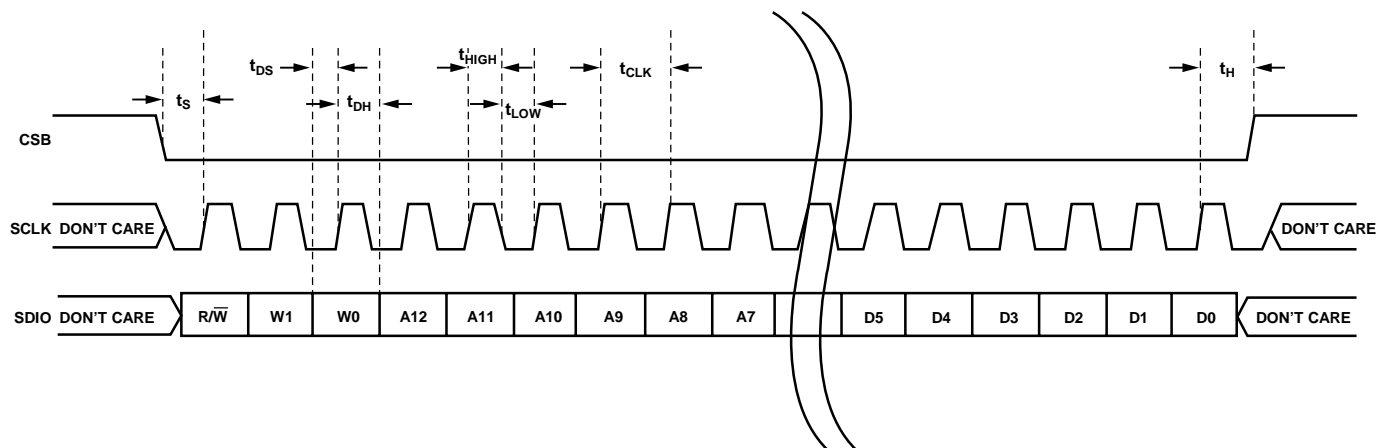 tHIGH
tDS
tCLK
tH
tS
tDH
tLOW
CSB
SCLK DON'T CARE
DON'T CARE
SDIO DON'T CARE
R/W̅
W1
W0
A12
A11
A10
A9
A8
A7
D5
D4
D3
D2
D1
D0
DON'T CARE